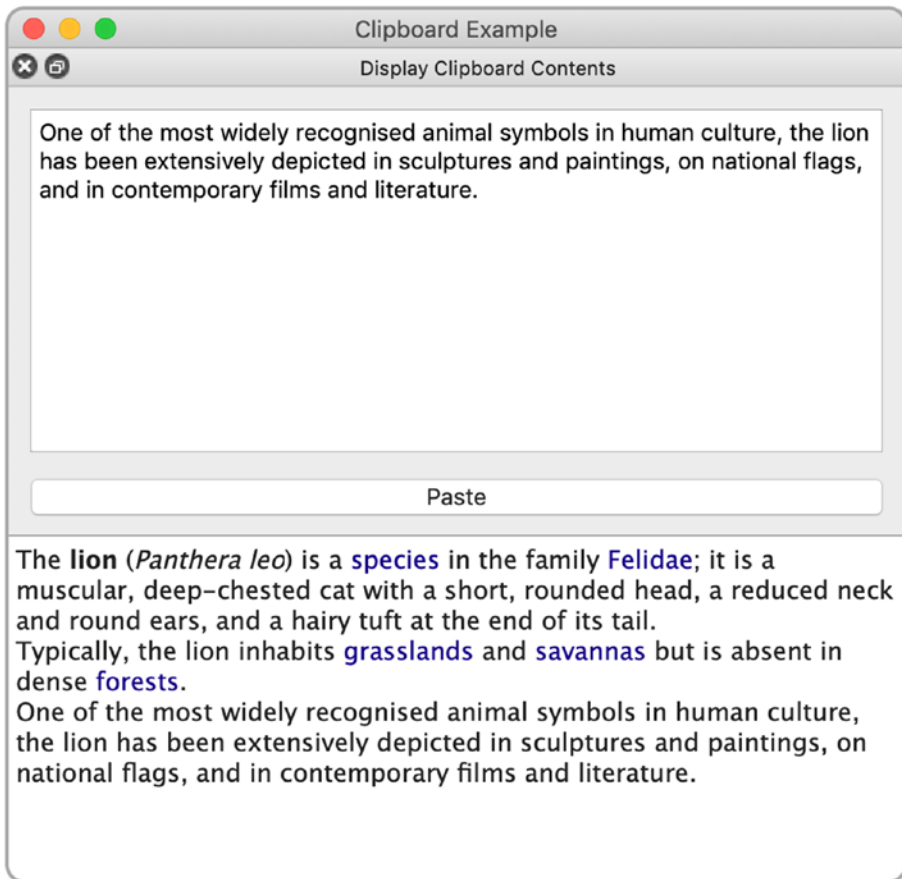 Clipboard Example
Display Clipboard Contents
One of the most widely recognised animal symbols in human culture, the lion
has been extensively depicted in sculptures and paintings, on national flags,
and in contemporary films and literature.
Paste
The lion (Panthera leo) is a species in the family Felidae; it is a
muscular, deep-chested cat with a short, rounded head, a reduced neck
and round ears, and a hairy tuft at the end of its tail.
Typically, the lion inhabits grasslands and savannas but is absent in
dense forests.
One of the most widely recognised animal symbols in human culture,
the lion has been extensively depicted in sculptures and paintings, on
national flags, and in contemporary films and literature.